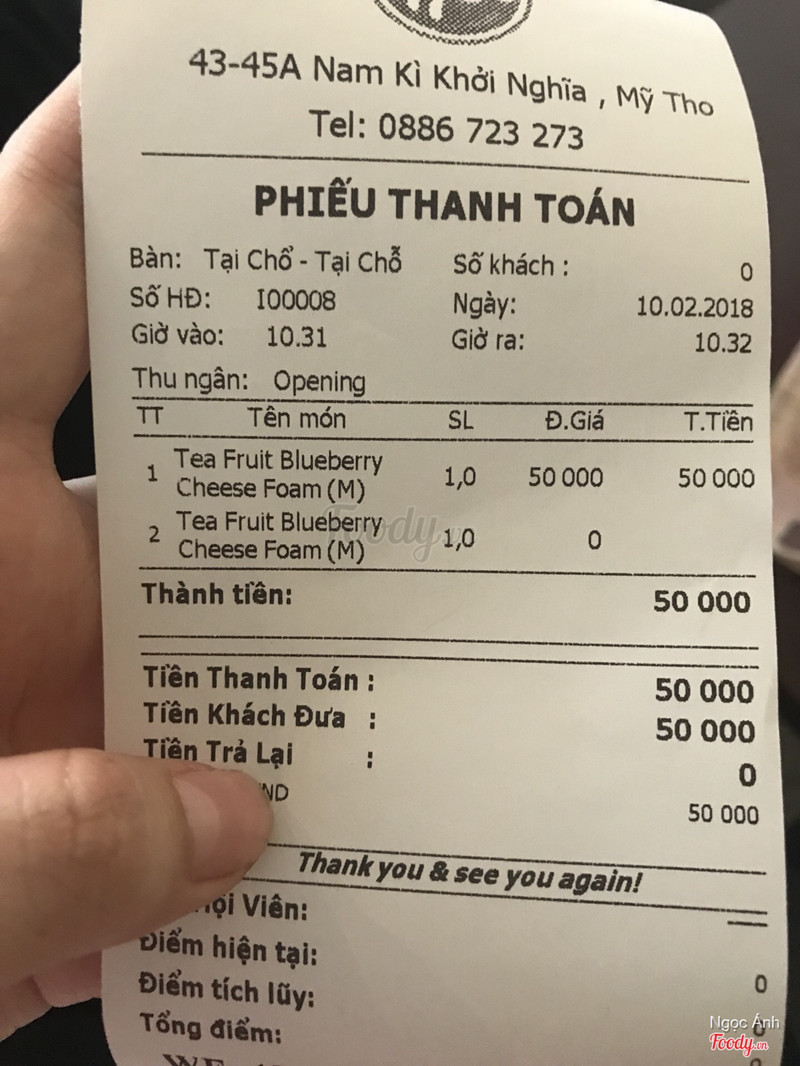 43-45A Nam Kì Khởi Nghĩa , Mỹ Tho
Tel: 0886 723 273
PHIẾU THANH TOÁN
Bàn: Tại Chổ - Tại Chỗ Số khách : 0
Số HĐ: I00008 Ngày: 10.02.2018
Giờ vào: 10.31 Giờ ra: 10.32
Thu ngân: Opening
TT Tên món SL Đ.Giá T.Tiền
1 Tea Fruit Blueberry Cheese Foam (M) 1,0 50 000 50 000
2 Tea Fruit Blueberry Cheese Foam (M) 1,0 0
Thành tiền: 50 000
Tiền Thanh Toán : 50 000
Tiền Khách Đưa : 50 000
Tiền Trả Lại : 0
50 000
Thank you & see you again!
Viên:
Điểm hiện tại: 0
Điểm tích lũy: 0
Tổng điểm: 0
Foody
Ngọc Ánh
Foody.vn